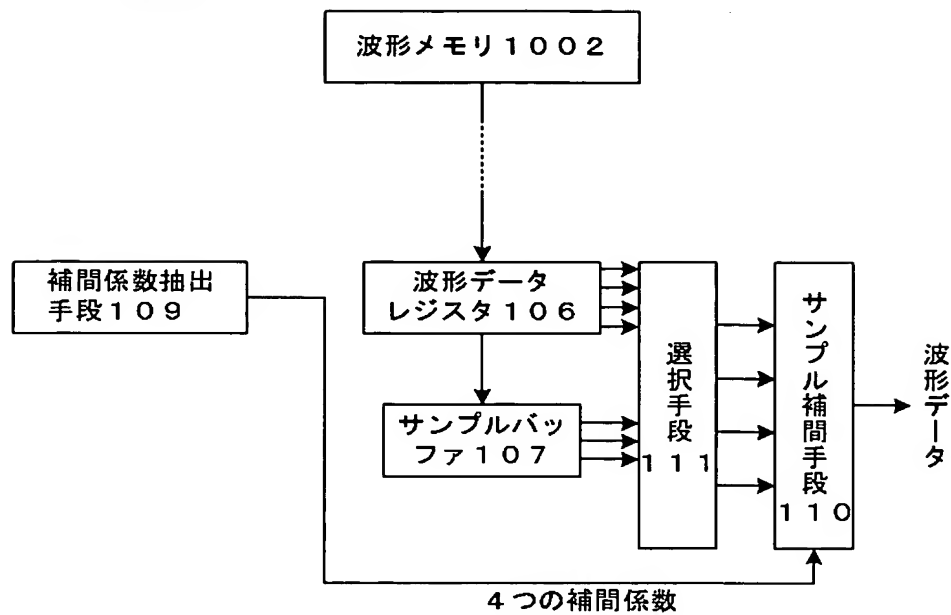 波形メモリ１００２
補間係数抽出
手段１０９
波形データ
レジスタ１０６
サンプルバッ
ファ１０７
選択手段
１１１
サンプル補間手段
１１０
波形データ
４つの補間係数